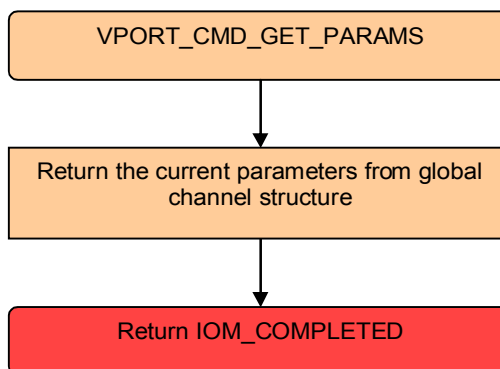 VPORT_CMD_GET_PARAMS
Return the current parameters from global
channel structure
Return IOM_COMPLETED